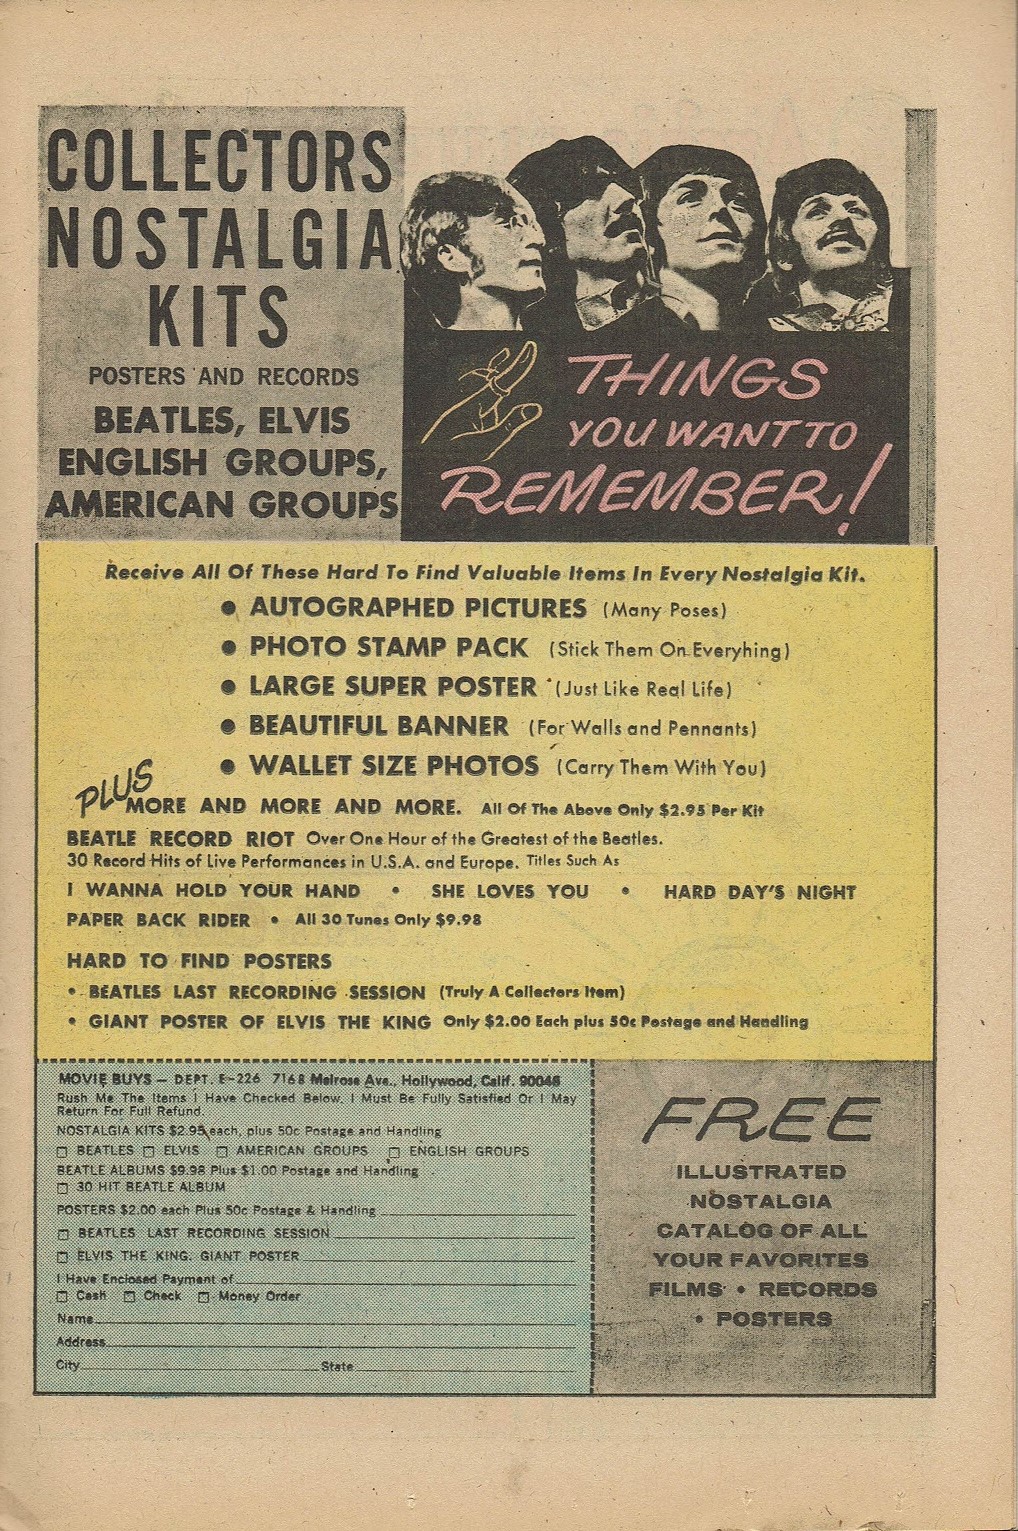 COLLECTORS
NOSTALGIA
KITS
POSTERS AND RECORDS
BEATLES, ELVIS
ENGLISH GROUPS,
AMERICAN GROUPS
THINGS
YOU WANT TO
REMEMBER!
Receive All Of These Hard To Find Valuable Items In Every Nostalgia Kit.
• AUTOGRAPHED PICTURES (Many Poses)
• PHOTO STAMP PACK (Stick Them On Everyhing)
• LARGE SUPER POSTER (Just Like Real Life)
• BEAUTIFUL BANNER (For Walls and Pennants)
• WALLET SIZE PHOTOS (Carry Them With You)
PLUS
MORE AND MORE AND MORE. All Of The Above Only $2.95 Per Kit
BEATLE RECORD RIOT Over One Hour of the Greatest of the Beatles.
30 Record Hits of Live Performances in U.S.A. and Europe. Titles Such As
I WANNA HOLD YOUR HAND • SHE LOVES YOU • HARD DAY'S NIGHT
PAPER BACK RIDER • All 30 Tunes Only $9.98
HARD TO FIND POSTERS
• BEATLES LAST RECORDING SESSION (Truly A Collectors Item)
• GIANT POSTER OF ELVIS THE KING Only $2.00 Each plus 50¢ Postage and Handling
MOVIE BUYS — DEPT. E-226 7168 Melrose Ave., Hollywood, Calif. 90046
Rush Me The Items I Have Checked Below. I Must Be Fully Satisfied Or I May
Return For Full Refund.
NOSTALGIA KITS $2.95 each, plus 50c Postage and Handling
□ BEATLES □ ELVIS □ AMERICAN GROUPS □ ENGLISH GROUPS
BEATLE ALBUMS $9.98 Plus $1.00 Postage and Handling
□ 30 HIT BEATLE ALBUM
POSTERS $2.00 each Plus 50c Postage & Handling
□ BEATLES LAST RECORDING SESSION
□ ELVIS THE KING. GIANT POSTER
I Have Enclosed Payment of
□ Cash □ Check □ Money Order
Name
Address
City State
FREE
ILLUSTRATED
NOSTALGIA
CATALOG OF ALL
YOUR FAVORITES
FILMS • RECORDS
• POSTERS